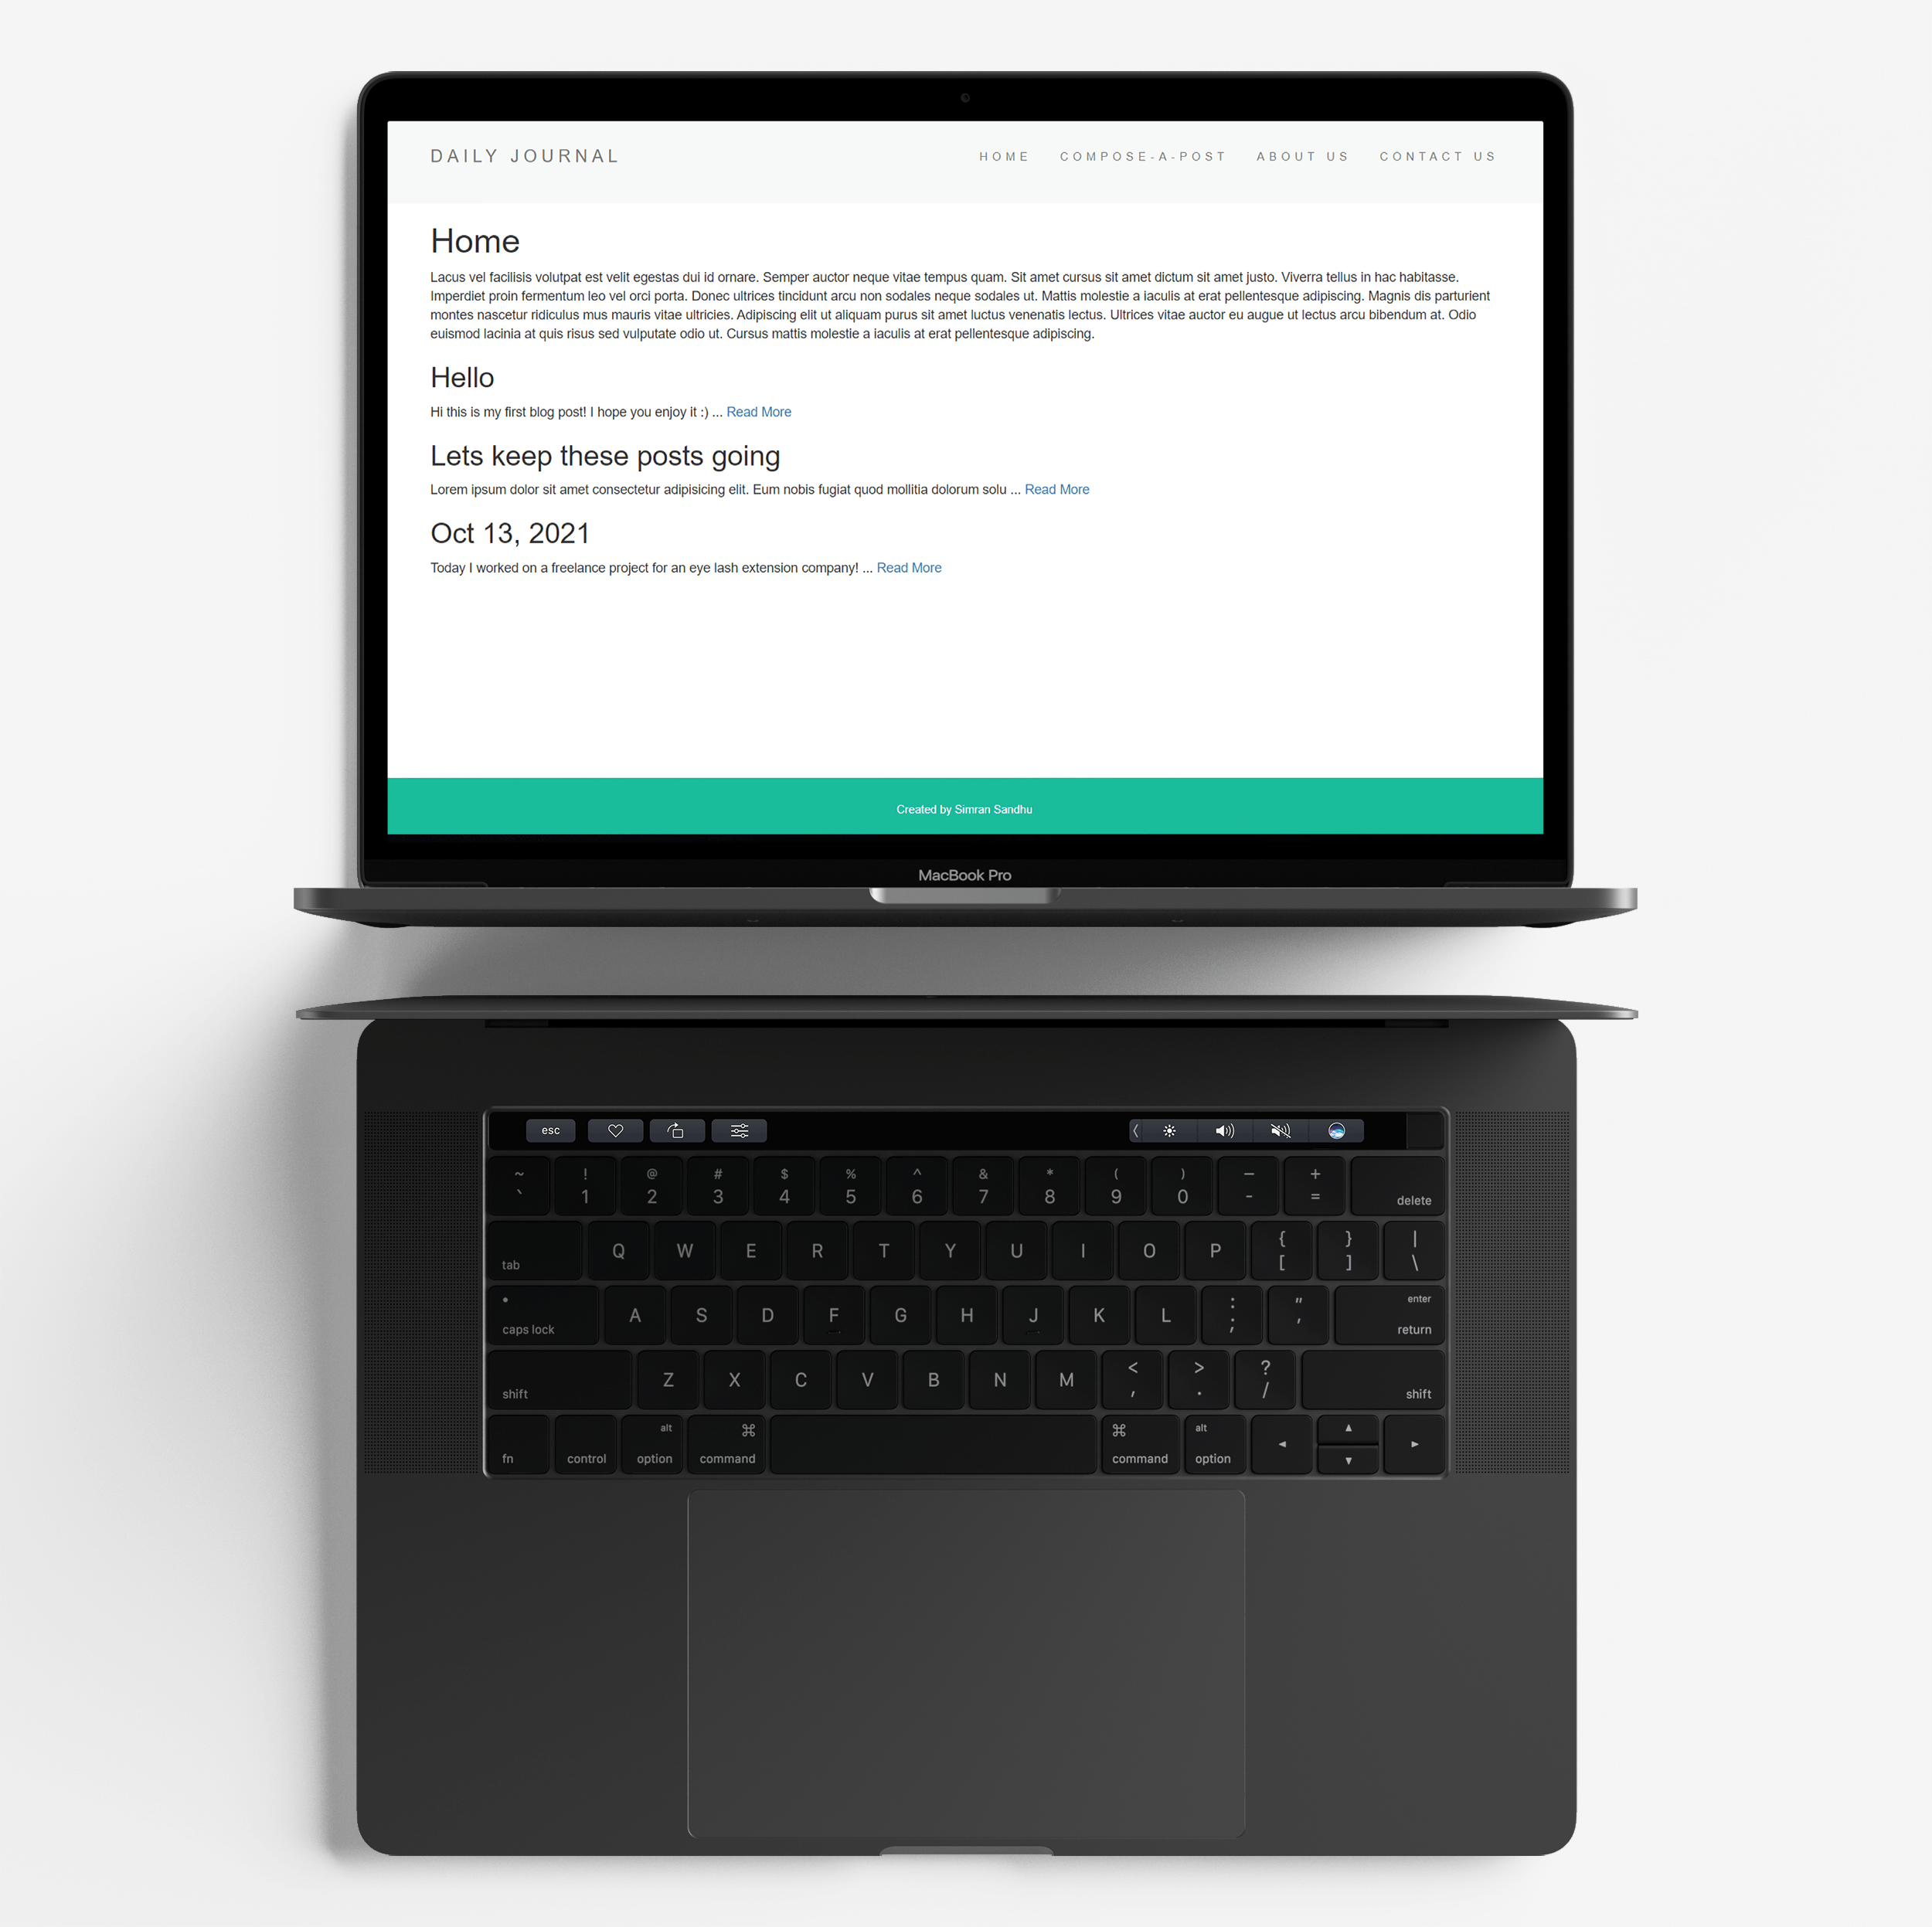 DAILY JOURNAL
HOME COMPOSE-A-POST ABOUT US CONTACT US
Home
Lacus vel facilisis volutpat est velit egestas dui id ornare. Semper auctor neque vitae tempus quam. Sit amet cursus sit amet dictum sit amet justo. Viverra tellus in hac habitasse.
Imperdiet proin fermentum leo vel orci porta. Donec ultrices tincidunt arcu non sodales neque sodales ut. Mattis molestie a iaculis at erat pellentesque adipiscing. Magnis dis parturient
montes nascetur ridiculus mus mauris vitae ultricies. Adipiscing elit ut aliquam purus sit amet luctus venenatis lectus. Ultrices vitae auctor eu augue ut lectus arcu bibendum at. Odio
euismod lacinia at quis risus sed vulputate odio ut. Cursus mattis molestie a iaculis at erat pellentesque adipiscing.
Hello
Hi this is my first blog post! I hope you enjoy it :) ... Read More
Lets keep these posts going
Lorem ipsum dolor sit amet consectetur adipisicing elit. Eum nobis fugiat quod mollitia dolorum solu ... Read More
Oct 13, 2021
Today I worked on a freelance project for an eye lash extension company! ... Read More
Created by Simran Sandhu
MacBook Pro
esc
~ ! @ # $ % ^ & * ( ) — +
` 1 2 3 4 5 6 7 8 9 0 - =
delete
Q W E R T Y U I O P { } |
tab [ ] \
A S D F G H J K L : " enter
caps lock ; ' return
Z X C V B N M < > ?
shift , . / shift
alt ⌘ ⌘ alt
fn control option command command option